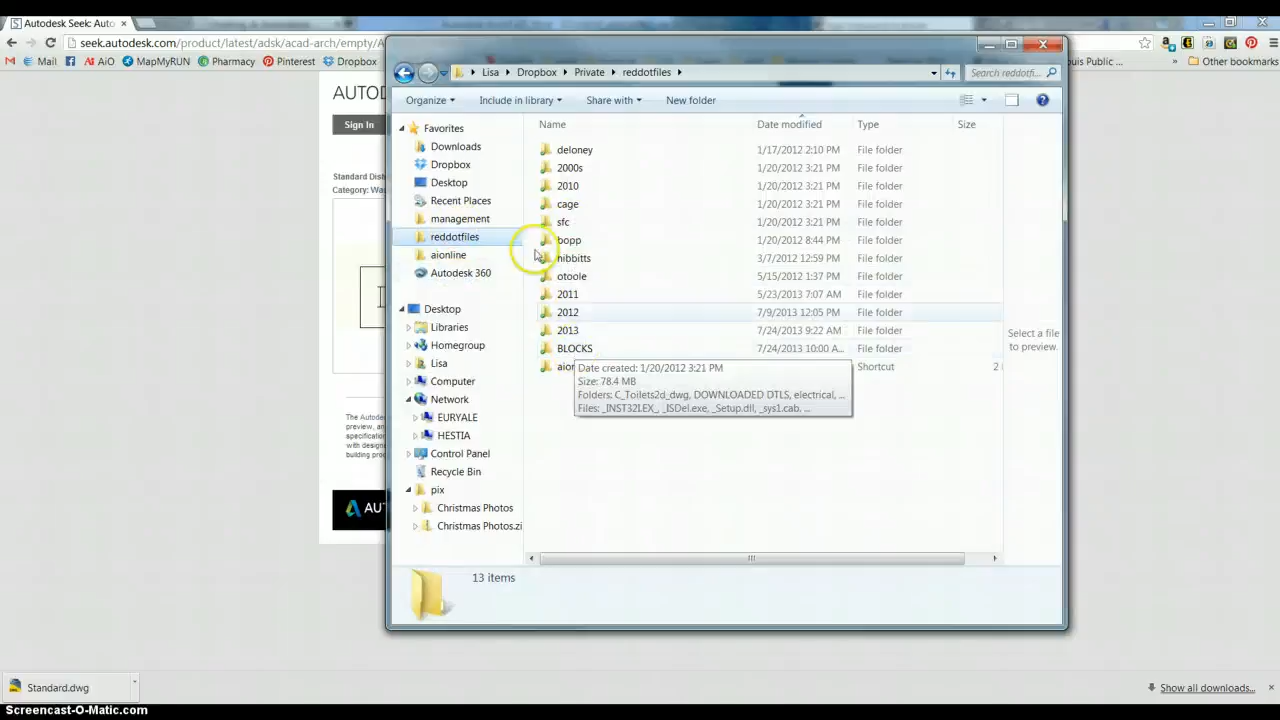 Autodesk Seek: Auto
seek.autodesk.com/product/latest/adsk/acad-arch/empty/A
Mail
AiO
MapMyRUN
Pharmacy
Pinterest
Dropbox
Public ...
»
Other bookmarks
AUTOD
Sign In
Standard Dist
Category:
AU
Lisa
Dropbox
Private
reddotfiles
Search reddotfi...
Organize
Include in library
Share with
New folder
Favorites
Downloads
Dropbox
Desktop
Recent Places
management
reddotfiles
aionline
Autodesk 360
Desktop
Libraries
Homegroup
Lisa
Computer
Network
EURYALE
HESTIA
Control Panel
Recycle Bin
pix
Christmas Photos
Christmas Photos.zi
Name Date modified Type Size
deloney 1/17/2012 2:10 PM File folder
2000s 1/20/2012 3:21 PM File folder
2010 1/20/2012 3:21 PM File folder
cage 1/20/2012 3:21 PM File folder
sfc 1/20/2012 3:21 PM File folder
bopp 1/20/2012 8:44 PM File folder
hibbitts 3/7/2012 12:59 PM File folder
otoole 5/15/2012 1:37 PM File folder
2011 5/23/2013 7:07 AM File folder
2012 7/9/2013 12:05 PM File folder
2013 7/24/2013 9:22 AM File folder
BLOCKS 7/24/2013 10:00 A... File folder
aion Shortcut 2
Date created: 1/20/2012 3:21 PM
Size: 78.4 MB
Folders: C_Toilets2d_dwg, DOWNLOADED DTLS, electrical, ...
Files: _INST32I.EX_, _ISDel.exe, _Setup.dll, _sys1.cab, ...
Select a file
to preview.
13 items
Standard.dwg
Show all downloads...
Screencast-O-Matic.com